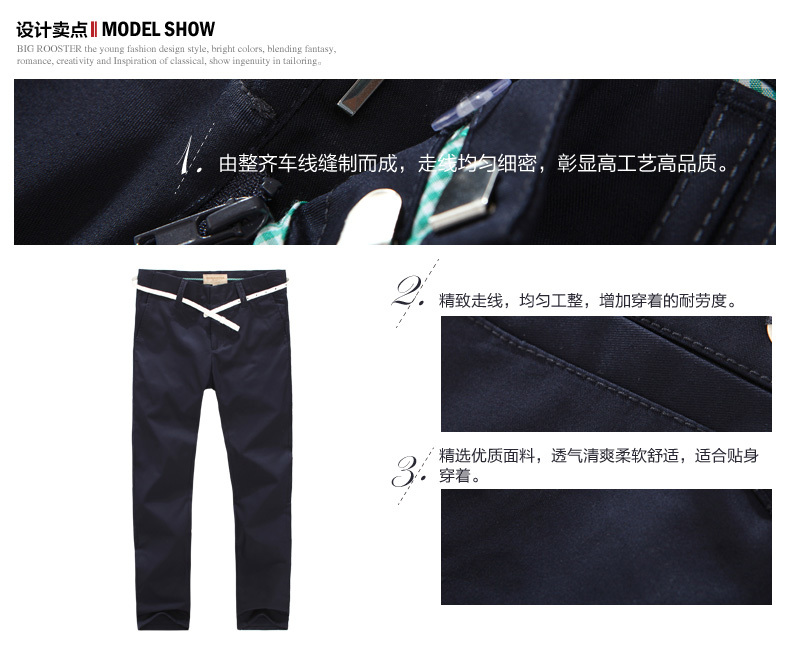 设计卖点 MODEL SHOW
BIG ROOSTER the young fashion design style, bright colors, blending fantasy,
romance, creativity and Inspiration of classical, show ingenuity in tailoring。
1. 由整齐车线缝制而成，走线均匀细密，彰显高工艺高品质。
2. 精致走线，均匀工整，增加穿着的耐劳度。
3. 精选优质面料，透气清爽柔软舒适，适合贴身
穿着。